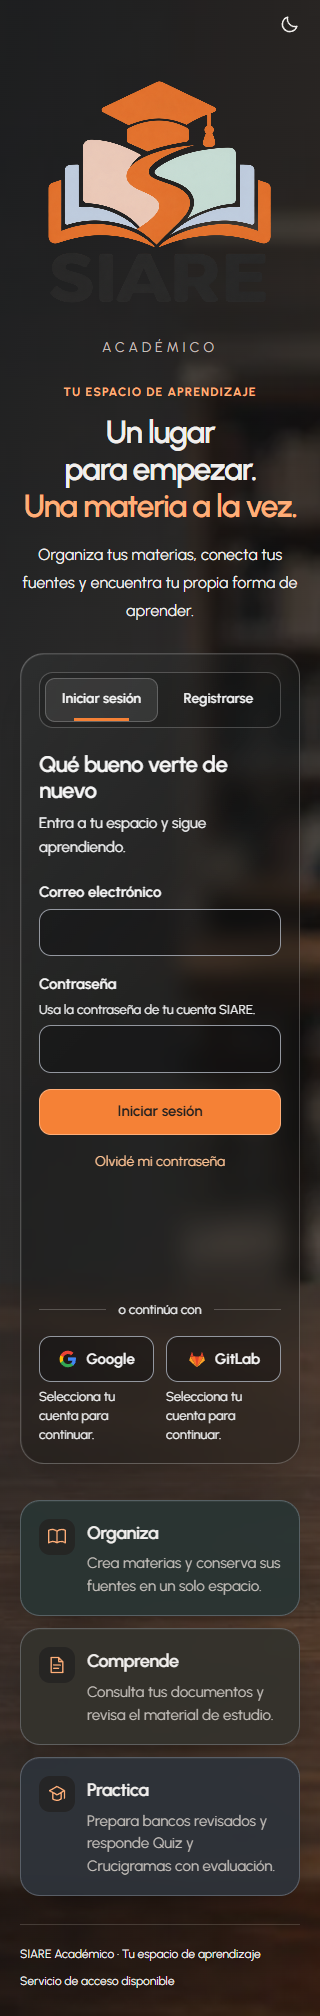 SIARE
ACADÉMICO
TU ESPACIO DE APRENDIZAJE
Un lugar
para empezar.
Una materia a la vez.
Organiza tus materias, conecta tus
fuentes y encuentra tu propia forma de
aprender.
Iniciar sesión
Registrarse
Qué bueno verte de
nuevo
Entra a tu espacio y sigue
aprendiendo.
Correo electrónico
Contraseña
Usa la contraseña de tu cuenta SIARE.
Iniciar sesión
Olvidé mi contraseña
o continúa con
Google
GitLab
Selecciona tu
cuenta para
continuar.
Selecciona tu
cuenta para
continuar.
Organiza
Crea materias y conserva sus
fuentes en un solo espacio.
Comprende
Consulta tus documentos y
revisa el material de estudio.
Practica
Prepara bancos revisados y
responde Quiz y
Crucigramas con evaluación.
SIARE Académico · Tu espacio de aprendizaje
Servicio de acceso disponible